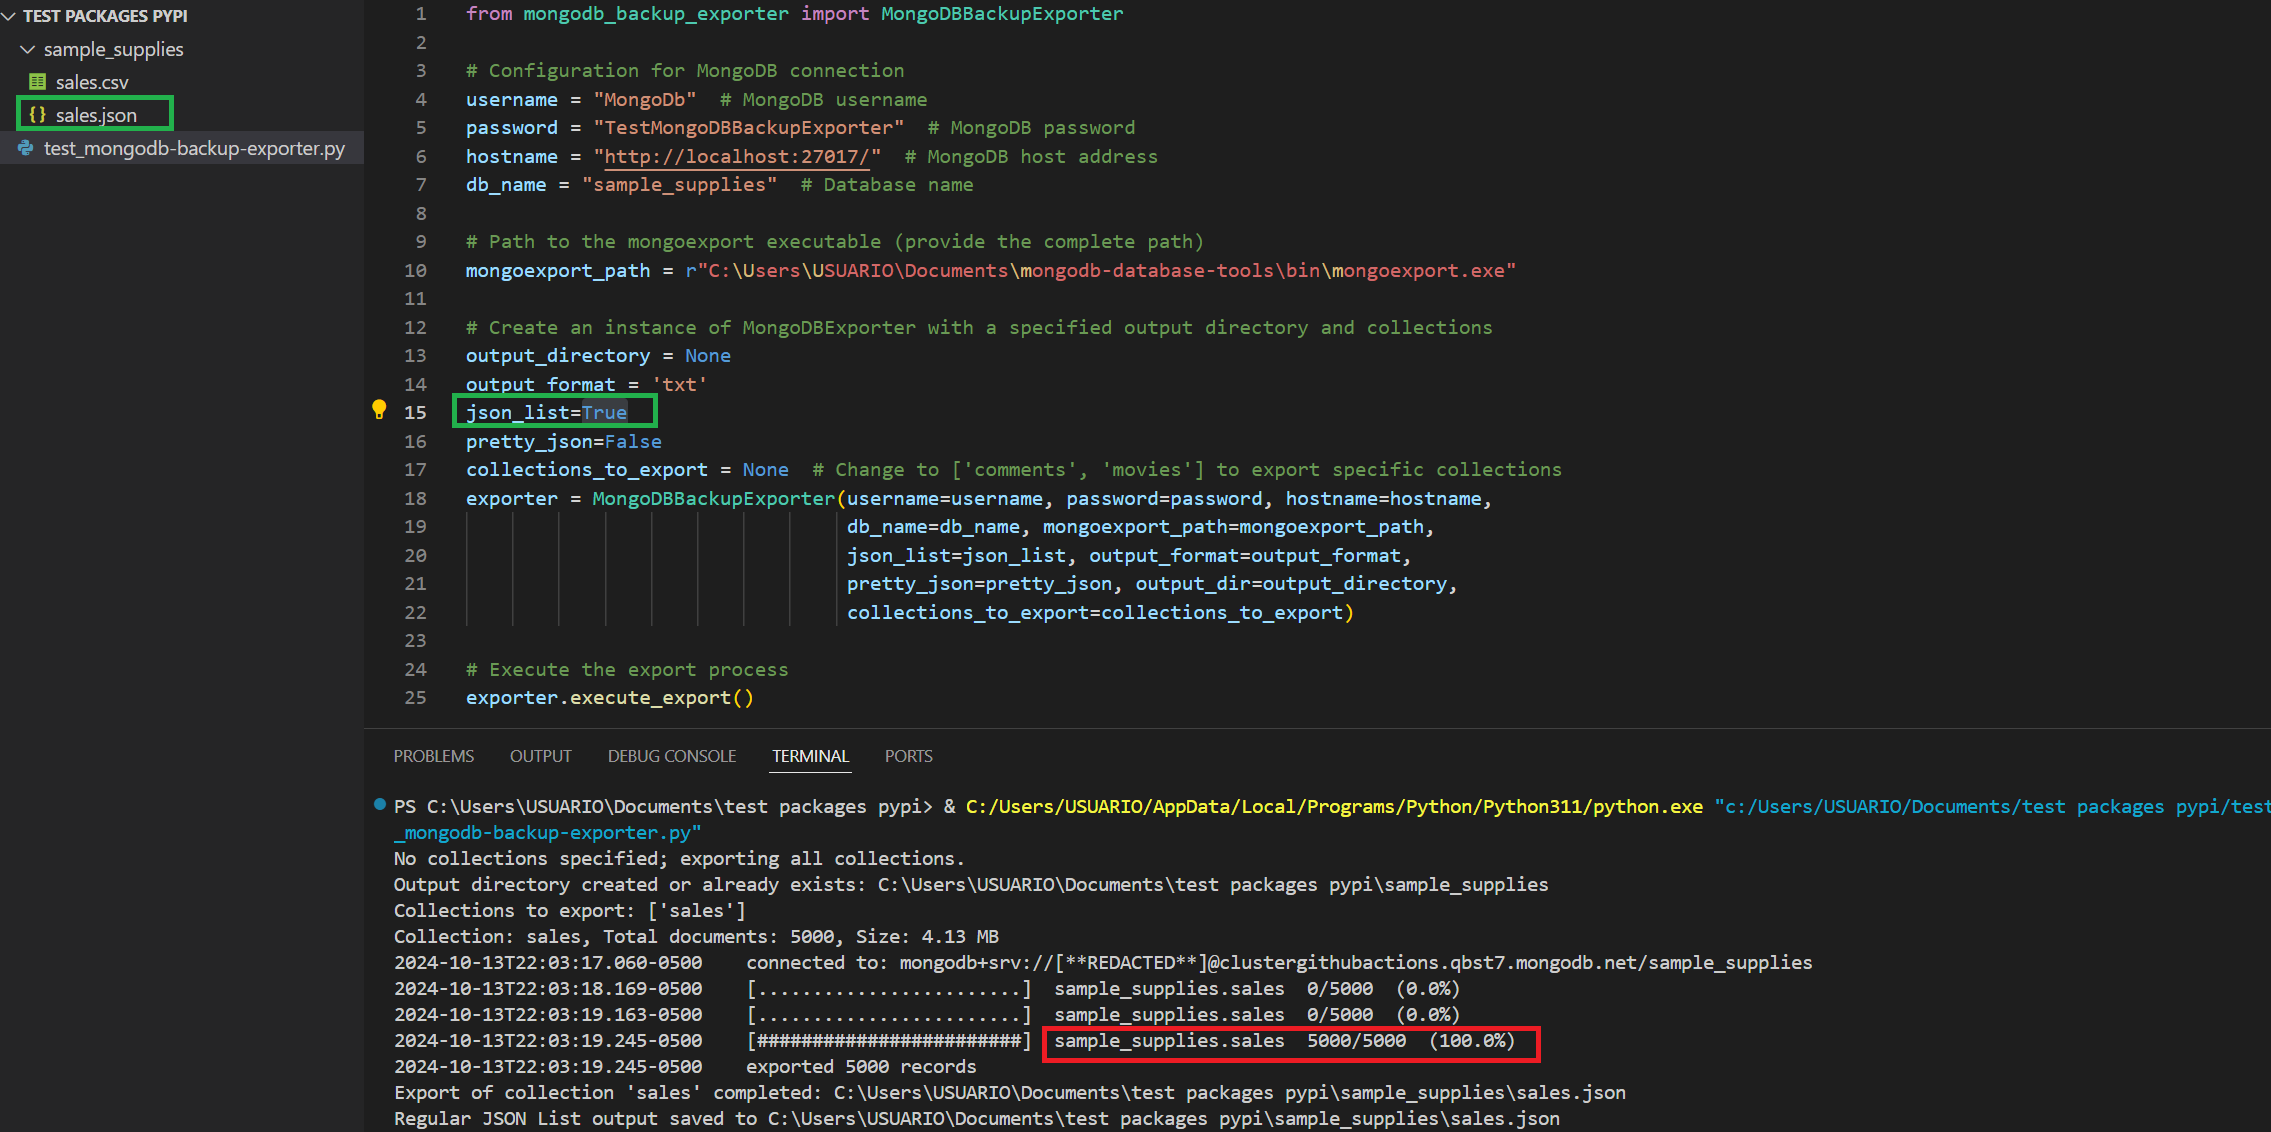 TEST PACKAGES PYPI
sample_supplies
sales.csv
{} sales.json
test_mongodb-backup-exporter.py
1 from mongodb_backup_exporter import MongoDBBackupExporter
2
3 # Configuration for MongoDB connection
4 username = "MongoDb"  # MongoDB username
5 password = "TestMongoDBBackupExporter"  # MongoDB password
6 hostname = "http://localhost:27017/"  # MongoDB host address
7 db_name = "sample_supplies"  # Database name
8
9 # Path to the mongoexport executable (provide the complete path)
10 mongoexport_path = r"C:\Users\USUARIO\Documents\mongodb-database-tools\bin\mongoexport.exe"
11
12 # Create an instance of MongoDBExporter with a specified output directory and collections
13 output_directory = None
14 output_format = 'txt'
15 json_list=True
16 pretty_json=False
17 collections_to_export = None  # Change to ['comments', 'movies'] to export specific collections
18 exporter = MongoDBBackupExporter(username=username, password=password, hostname=hostname,
19 db_name=db_name, mongoexport_path=mongoexport_path,
20 json_list=json_list, output_format=output_format,
21 pretty_json=pretty_json, output_dir=output_directory,
22 collections_to_export=collections_to_export)
23
24 # Execute the export process
25 exporter.execute_export()
PROBLEMS OUTPUT DEBUG CONSOLE TERMINAL PORTS
PS C:\Users\USUARIO\Documents\test packages pypi> & C:/Users/USUARIO/AppData/Local/Programs/Python/Python311/python.exe "c:/Users/USUARIO/Documents/test packages pypi/test
_mongodb-backup-exporter.py"
No collections specified; exporting all collections.
Output directory created or already exists: C:\Users\USUARIO\Documents\test packages pypi\sample_supplies
Collections to export: ['sales']
Collection: sales, Total documents: 5000, Size: 4.13 MB
2024-10-13T22:03:17.060-0500    connected to: mongodb+srv://[**REDACTED**]@clustergithubactions.qbst7.mongodb.net/sample_supplies
2024-10-13T22:03:18.169-0500    [........................]  sample_supplies.sales  0/5000  (0.0%)
2024-10-13T22:03:19.163-0500    [........................]  sample_supplies.sales  0/5000  (0.0%)
2024-10-13T22:03:19.245-0500    [########################]  sample_supplies.sales  5000/5000  (100.0%)
2024-10-13T22:03:19.245-0500    exported 5000 records
Export of collection 'sales' completed: C:\Users\USUARIO\Documents\test packages pypi\sample_supplies\sales.json
Regular JSON List output saved to C:\Users\USUARIO\Documents\test packages pypi\sample_supplies\sales.json